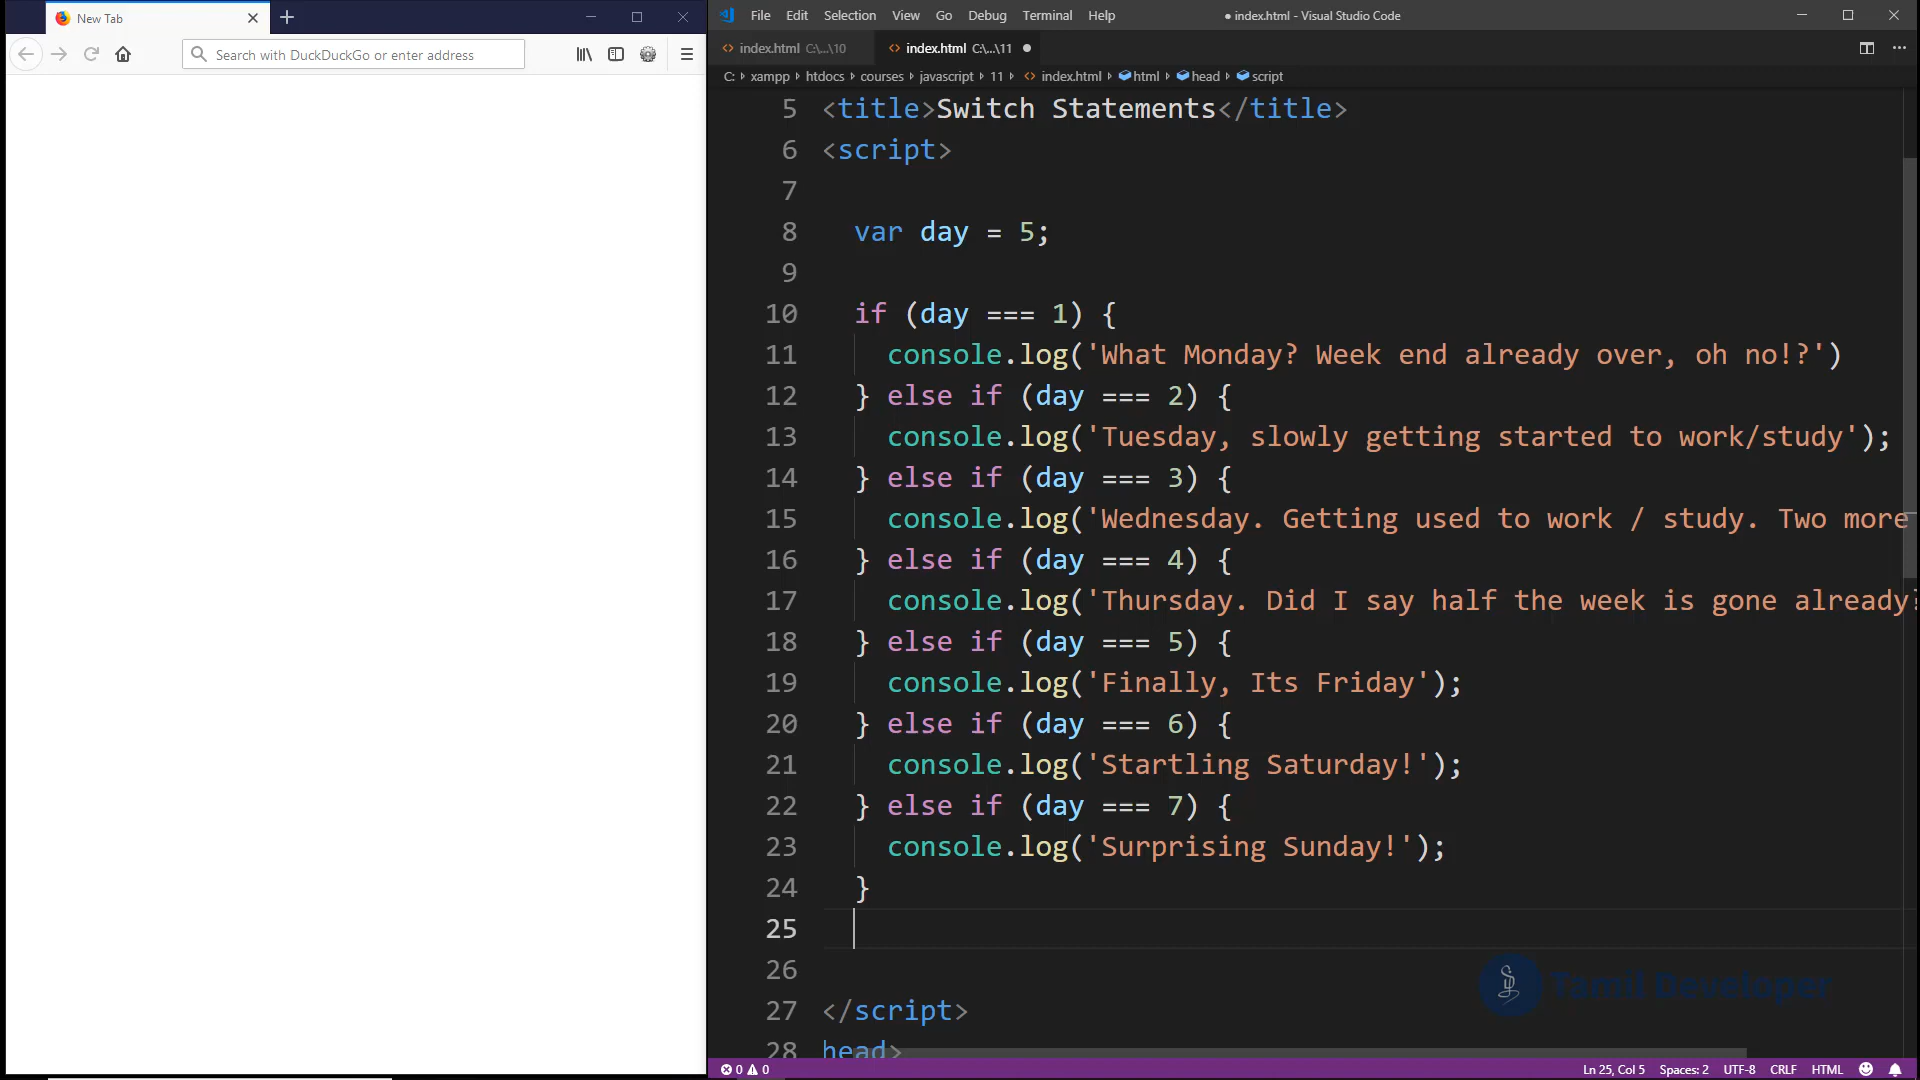 New Tab
Search with DuckDuckGo or enter address
File Edit Selection View Go Debug Terminal Help
● index.html - Visual Studio Code
index.html C:\...\10
index.html C:\...\11 ●
C: › xampp › htdocs › courses › javascript › 11 › index.html › html › head › script
5 <title>Switch Statements</title>
6 <script>
7
8 var day = 5;
9
10 if (day === 1) {
11 console.log('What Monday? Week end already over, oh no!?')
12 } else if (day === 2) {
13 console.log('Tuesday, slowly getting started to work/study');
14 } else if (day === 3) {
15 console.log('Wednesday. Getting used to work / study. Two more
16 } else if (day === 4) {
17 console.log('Thursday. Did I say half the week is gone already?
18 } else if (day === 5) {
19 console.log('Finally, Its Friday');
20 } else if (day === 6) {
21 console.log('Startling Saturday!');
22 } else if (day === 7) {
23 console.log('Surprising Sunday!');
24 }
25
26
27 </script>
28 head>
Tamil Developer
0 0
Ln 25, Col 5 Spaces: 2 UTF-8 CRLF HTML